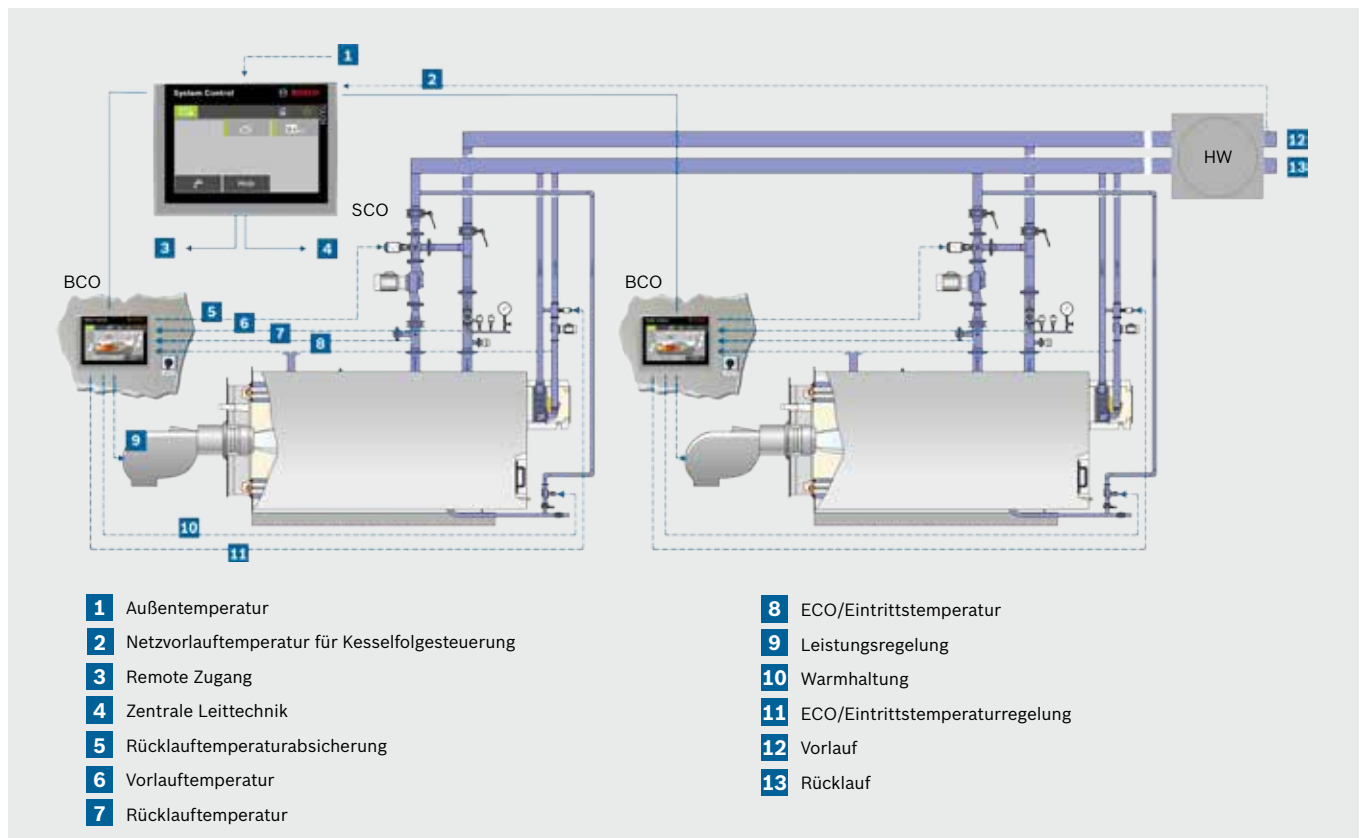 1
2
System Control
BOSCH
12
HW
13
SCO
3
4
BCO
BCO
5
6
7
8
9
10
11
1 Außentemperatur
2 Netzvorlauftemperatur für Kesselfolgesteuerung
3 Remote Zugang
4 Zentrale Leittechnik
5 Rücklauftemperaturabsicherung
6 Vorlauftemperatur
7 Rücklauftemperatur
8 ECO/Eintrittstemperatur
9 Leistungsregelung
10 Warmhaltung
11 ECO/Eintrittstemperaturregelung
12 Vorlauf
13 Rücklauf